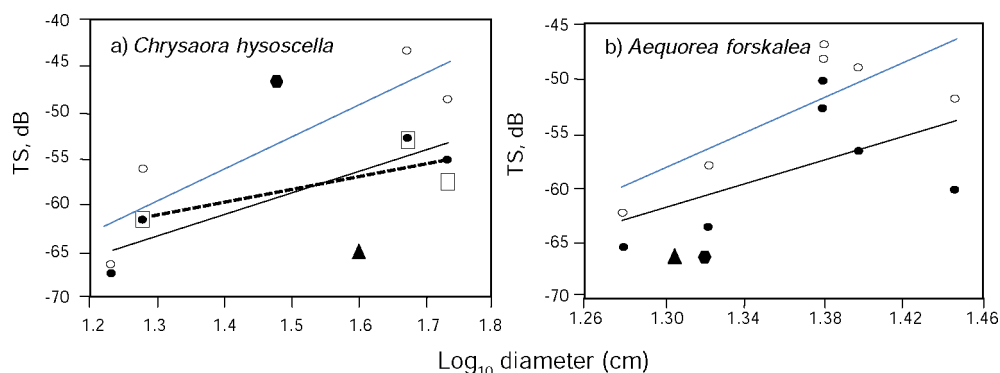 a) Chrysaora hysoscella
TS, dB
-40
-45
-50
-55
-60
-65
-70
1.2 1.3 1.4 1.5 1.6 1.7 1.8
b) Aequorea forskalea
TS, dB
-45
-50
-55
-60
-65
-70
1.26 1.30 1.34 1.38 1.42 1.46
Log10 diameter (cm)